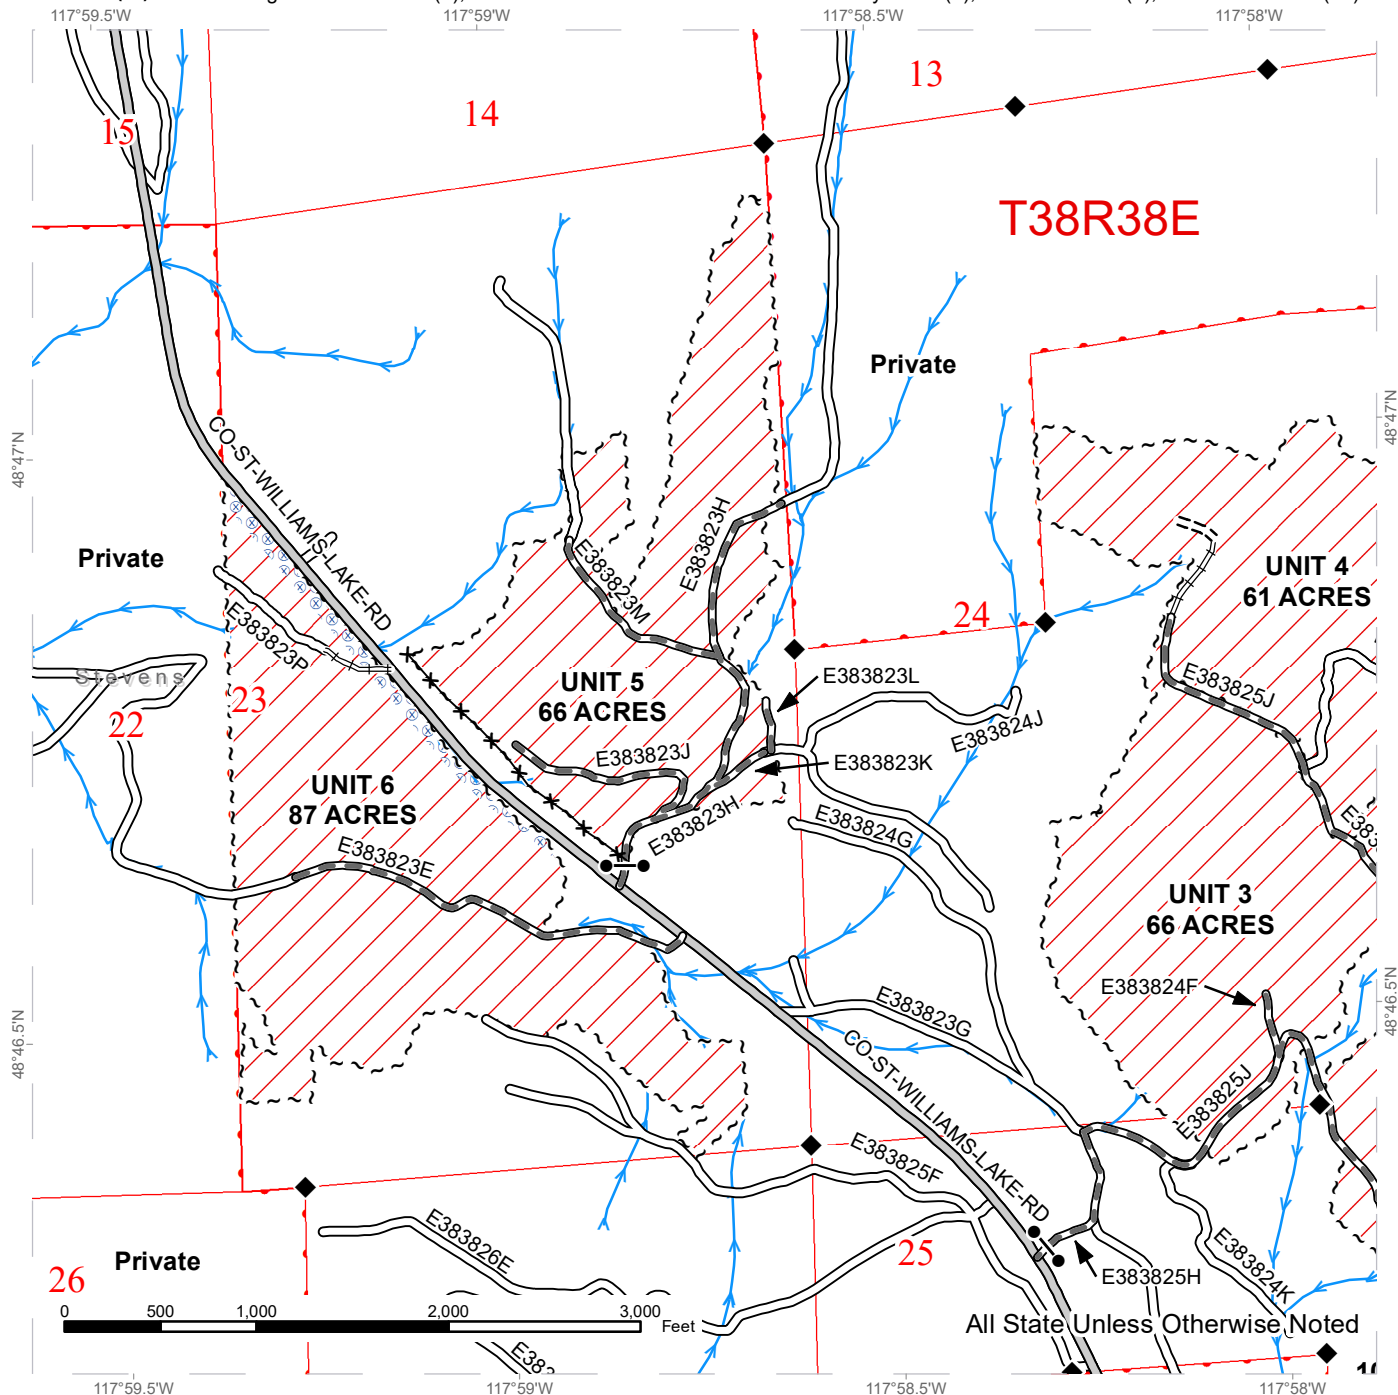 117°59.5'W
117°59'W
117°58.5'W
117°58'W
13
14
15
T38R38E
Private
48°47'N
48°47'N
CO-ST-WILLIAMS-LAKE-RD
E383823H
E383823M
Private
UNIT 4
61 ACRES
24
E383823P
Stevens
23
22
UNIT 5
66 ACRES
E383823L
E383825J
E383824J
E383823J
E383823K
UNIT 6
87 ACRES
E383823H
E383824G
E383823E
UNIT 3
66 ACRES
E383824F
48°46.5'N
48°46.5'N
E383823G
CO-ST-WILLIAMS-LAKE-RD
E383825J
E383825F
E383826E
25
E383824K
Private
26
E383825H
0
500
1,000
2,000
3,000
Feet
All State Unless Otherwise Noted
117°59.5'W
117°59'W
117°58.5'W
117°58'W